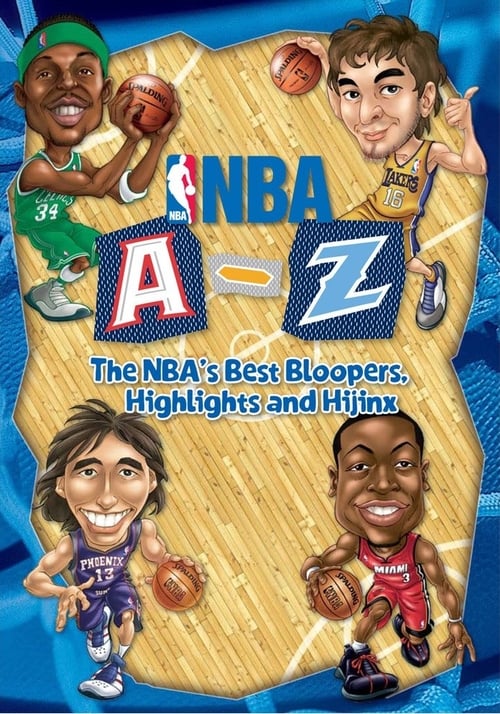 SPALDING
SPALDING
CELTICS
34
LAKERS
16
NBA
NBA
A-Z
The NBA's Best Bloopers,
Highlights and Hijinx
PHOENIX
13
SUNS
SPALDING
MIAMI
3
SPALDING